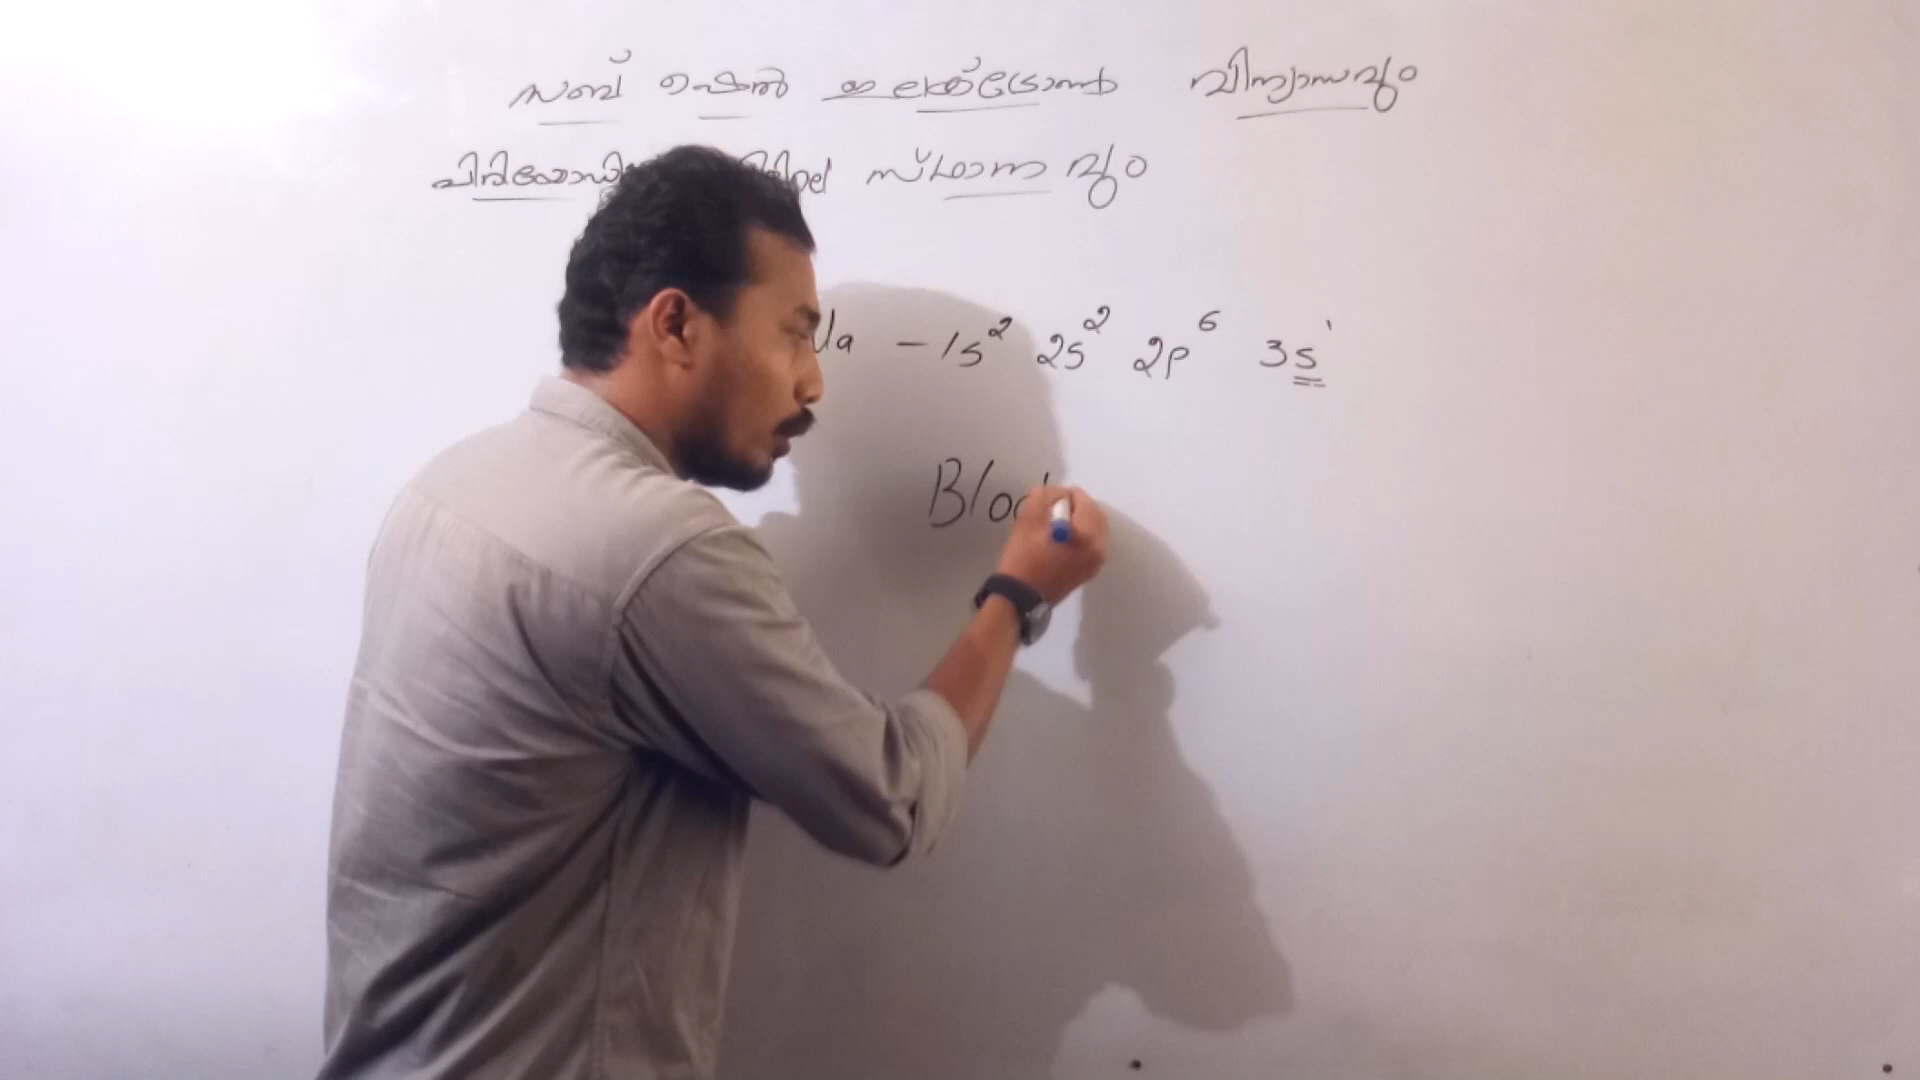 സബ് ഷെൽ ഇലക്ട്രോൺ വിന്യാസവും
സ്ഥാനവും
Na - 1s² 2s² 2p⁶ 3s¹
Bloc